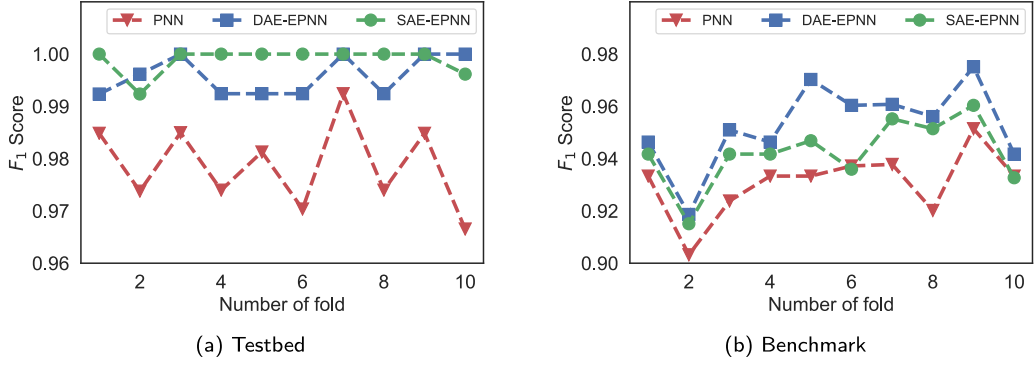 PNN DAE-EPNN SAE-EPNN
1.00
0.99
0.98
0.97
0.96
F1 Score
2 4 6 8 10
Number of fold
(a) Testbed
PNN DAE-EPNN SAE-EPNN
0.98
0.96
0.94
0.92
0.90
F1 Score
2 4 6 8 10
Number of fold
(b) Benchmark